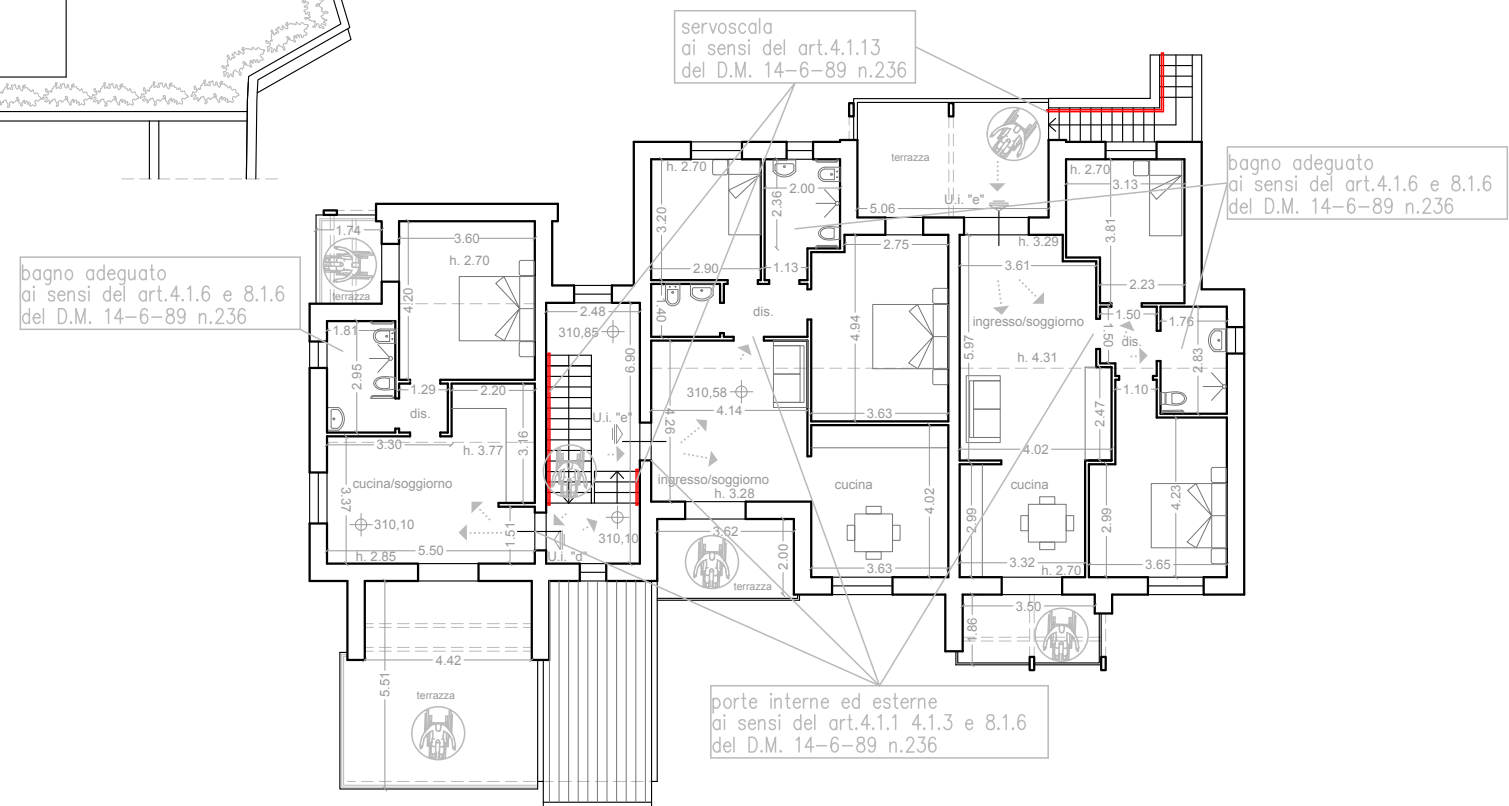 servoscala
ai sensi del art.4.1.13
del D.M. 14-6-89 n.236
bagno adeguato
ai sensi del art.4.1.6 e 8.1.6
del D.M. 14-6-89 n.236
bagno adeguato
ai sensi del art.4.1.6 e 8.1.6
del D.M. 14-6-89 n.236
1.74
terrazza
3.60
h. 2.70
4.20
1.81
2.95
1.29
dis.
2.20
3.16
3.30
h. 3.77
cucina/soggiorno
3.37
310,10
h. 2.85
5.50
1.51
U.i. "d"
310,10
2.48
310,85
6.90
U.i. "e"
h. 2.70
3.20
2.90
2.00
2.36
1.13
1.40
dis.
310,58
4.14
4.26
ingresso/soggiorno
h. 3.28
2.75
4.94
3.63
cucina
4.02
3.63
terrazza
5.06
U.i. "e"
h. 3.29
3.61
ingresso/soggiorno
h. 4.31
5.97
4.02
2.47
cucina
2.99
3.32
h. 2.70
h. 2.70
3.13
3.81
2.23
1.50
1.50
dis.
1.10
1.76
2.83
2.99
4.23
3.65
3.62
2.00
terrazza
3.50
1.86
4.42
5.51
terrazza
porte interne ed esterne
ai sensi del art.4.1.1 4.1.3 e 8.1.6
del D.M. 14-6-89 n.236